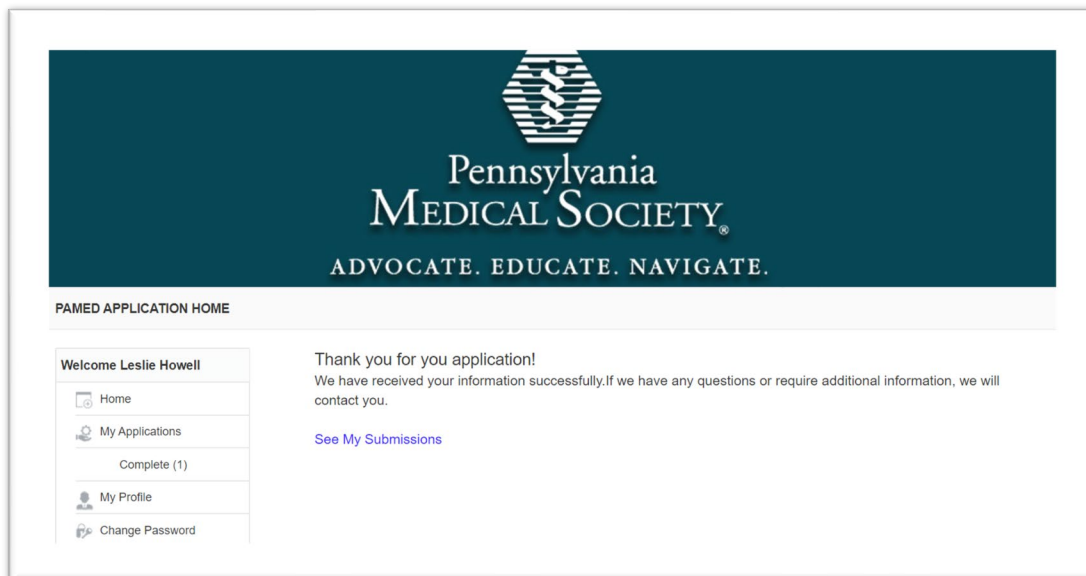 Pennsylvania
MEDICAL SOCIETY®
ADVOCATE. EDUCATE. NAVIGATE.
PAMED APPLICATION HOME
Welcome Leslie Howell
Home
My Applications
Complete (1)
My Profile
Change Password
Thank you for you application!
We have received your information successfully.If we have any questions or require additional information, we will
contact you.
See My Submissions